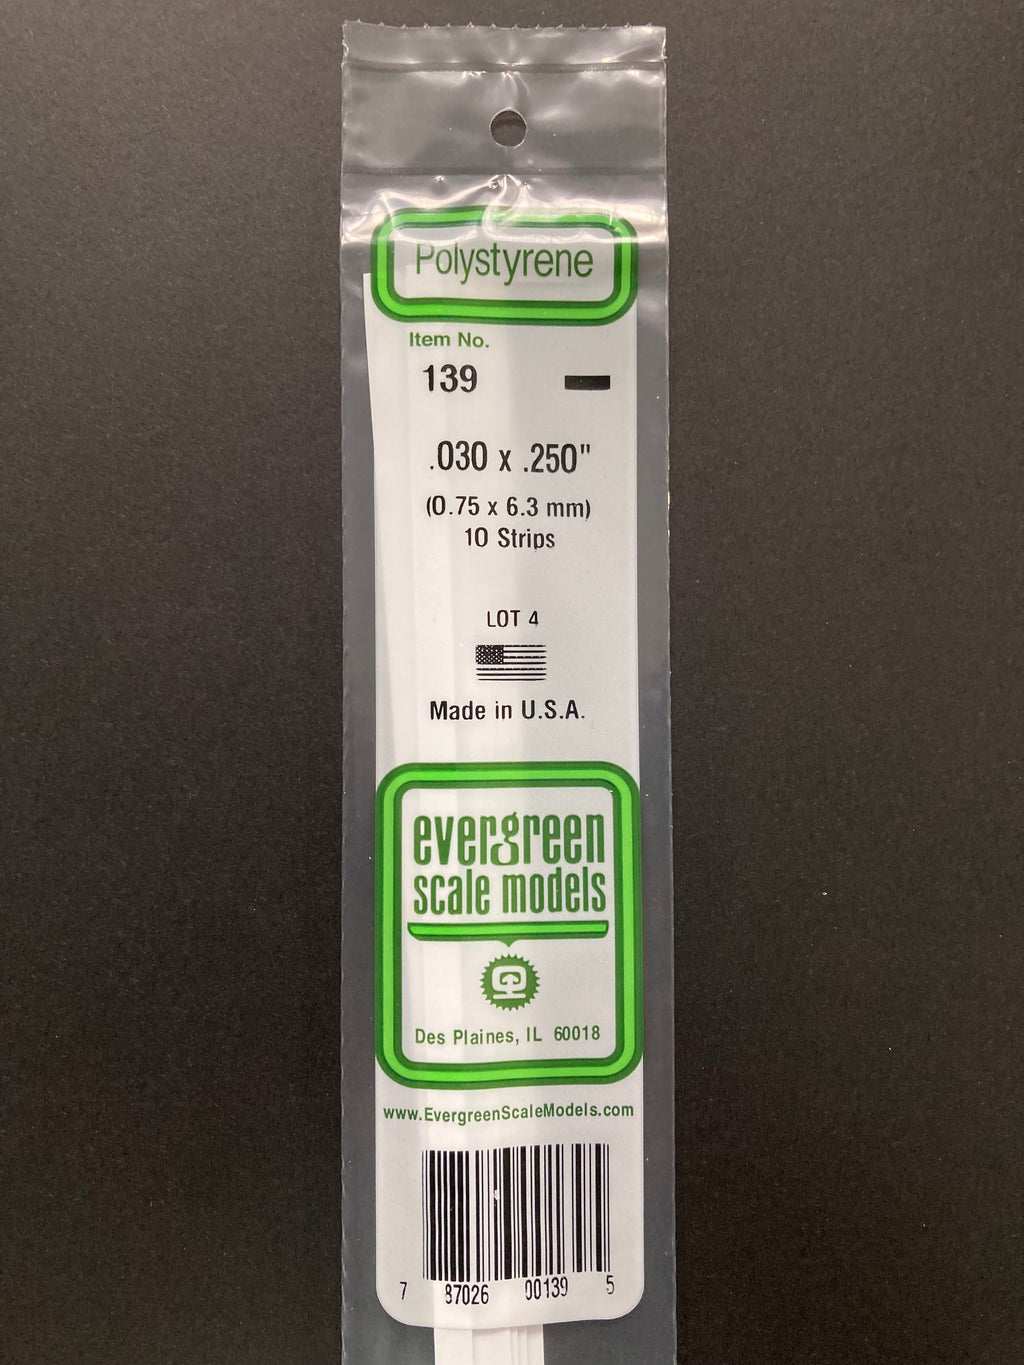 Polystyrene
Item No.
139
.030 x .250"
(0.75 x 6.3 mm)
10 Strips
LOT 4
Made in U.S.A.
evergreen
scale models
Des Plaines, IL 60018
www.EvergreenScaleModels.com
7 87026 00139 5